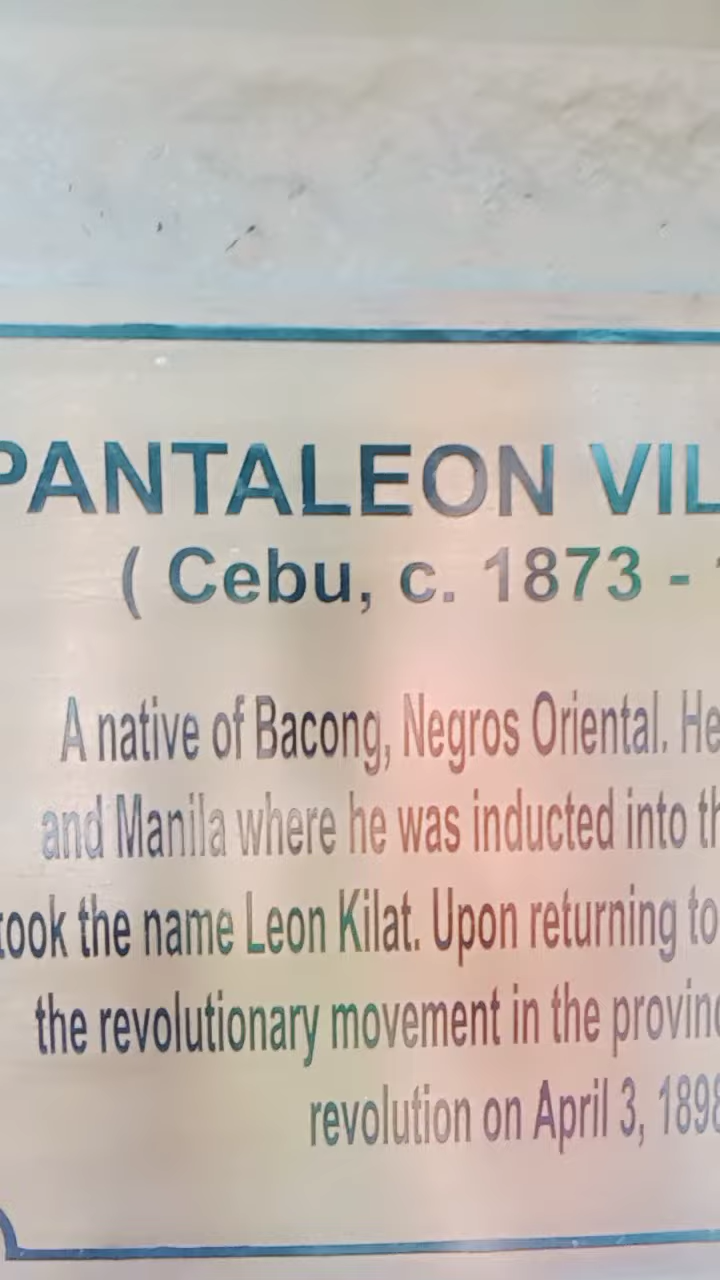 PANTALEON VIL
( Cebu, c. 1873 -
A native of Bacong, Negros Oriental. He
and Manila where he was inducted into th
took the name Leon Kilat. Upon returning to
the revolutionary movement in the provinc
revolution on April 3, 1898